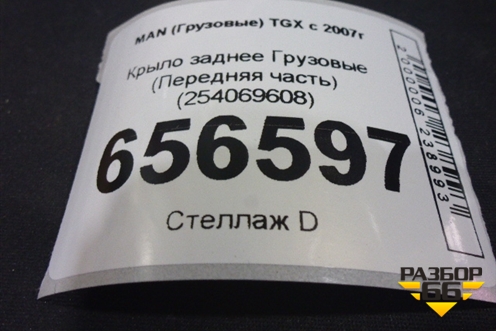 MAN (Грузовые) TGX с 2007г
Крыло заднее Грузовые
(Передняя часть)
(254069608)
656597
Стеллаж D
2000006238993
РАЗБОР
66